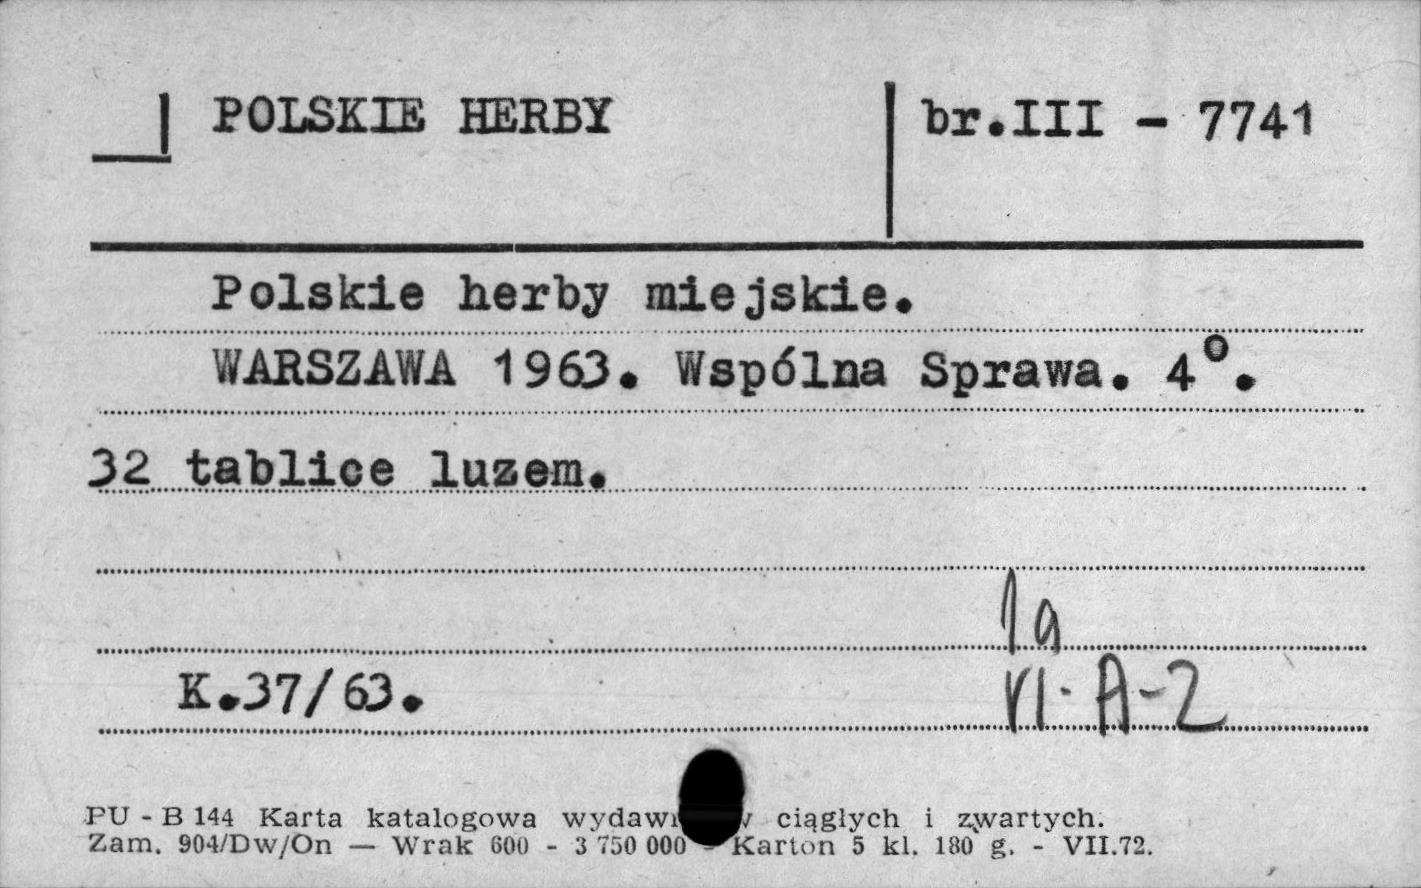 POLSKIE HERBY
br.III - 7741
Polskie herby miejskie.
WARSZAWA 1963. Wspólna Sprawa. 4°.
32 tablice luzem.
1a
K.37/63.
VI. A-2
PU - B 144 Karta katalogowa ciągłych i zwartych.
Zam. 904/Dw/On — Wrak 600 - 3 750 000 - Karton 5 kl. 180 g. - VII.72.